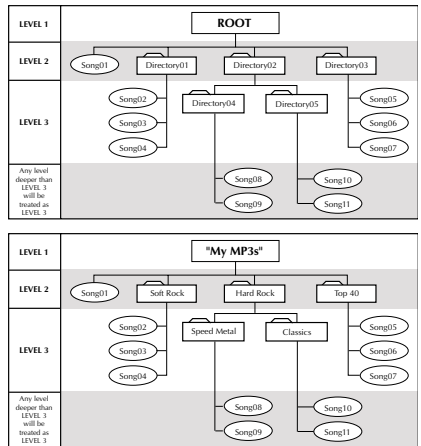 LEVEL 1
ROOT
LEVEL 2
Song01
Directory01
Directory02
Directory03
LEVEL 3
Song02
Song03
Song04
Directory04
Directory05
Song05
Song06
Song07
Any level
deeper than
LEVEL 3
will be
treated as
LEVEL 3
Song08
Song09
Song10
Song11
LEVEL 1
"My MP3s"
LEVEL 2
Song01
Soft Rock
Hard Rock
Top 40
LEVEL 3
Song02
Song03
Song04
Speed Metal
Classics
Song05
Song06
Song07
Any level
deeper than
LEVEL 3
will be
treated as
LEVEL 3
Song08
Song09
Song10
Song11